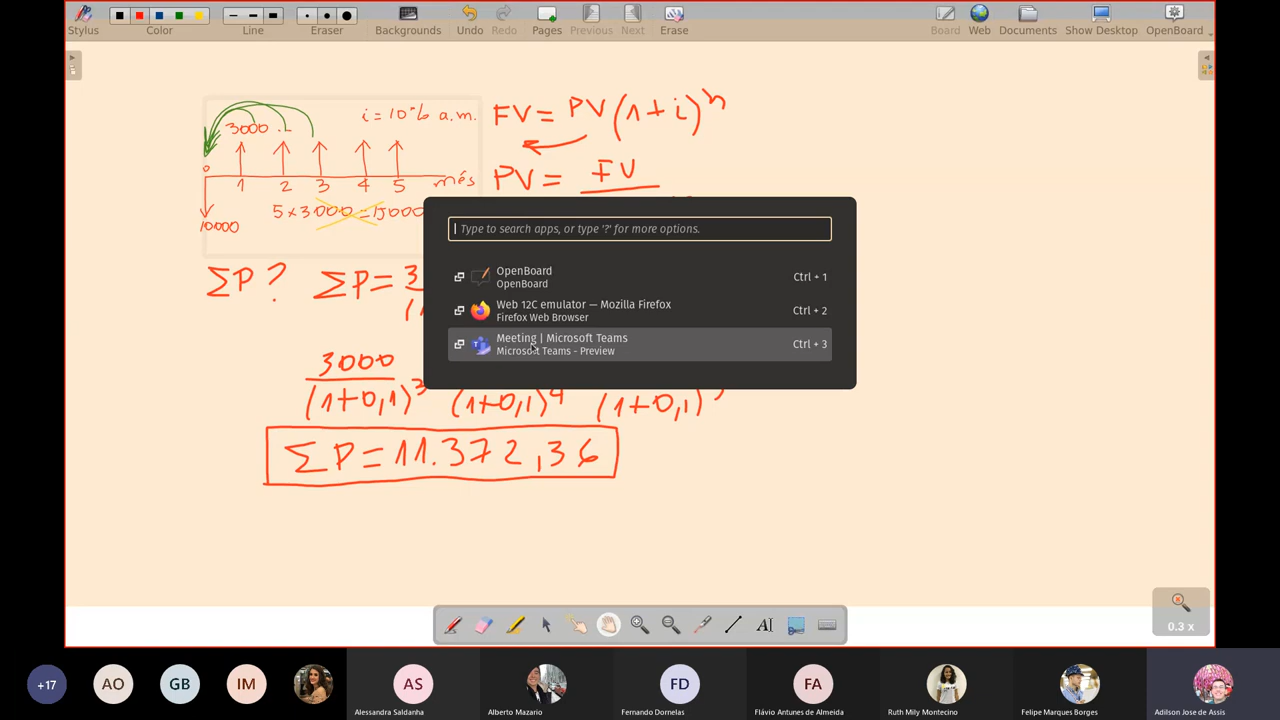 Stylus Color Line Eraser Backgrounds Undo Redo Pages Previous Next Erase Board Web Documents Show Desktop OpenBoard
i = 10% a.m.
FV = PV(1+i)^n
3000 ...
0
1 2 3 4 5 mês
PV = FV
5 x 3000 = 15000
10000
Type to search apps, or type '?' for more options.
OpenBoard
OpenBoard
Ctrl + 1
Web 12C emulator — Mozilla Firefox
Firefox Web Browser
Ctrl + 2
Meeting | Microsoft Teams
Microsoft Teams - Preview
Ctrl + 3
ΣP? ΣP = 3
(1
3000
(1+0,1)^3 (1+0,1)^4 (1+0,1)
ΣP = 11.372,36
0.3 x
+17 AO GB IM AS FD FA
Alessandra Saldanha Alberto Mazario Fernando Dornelas Flávio Antunes de Almeida Ruth Mily Montecino Felipe Marques Borges Adilson Jose de Assis